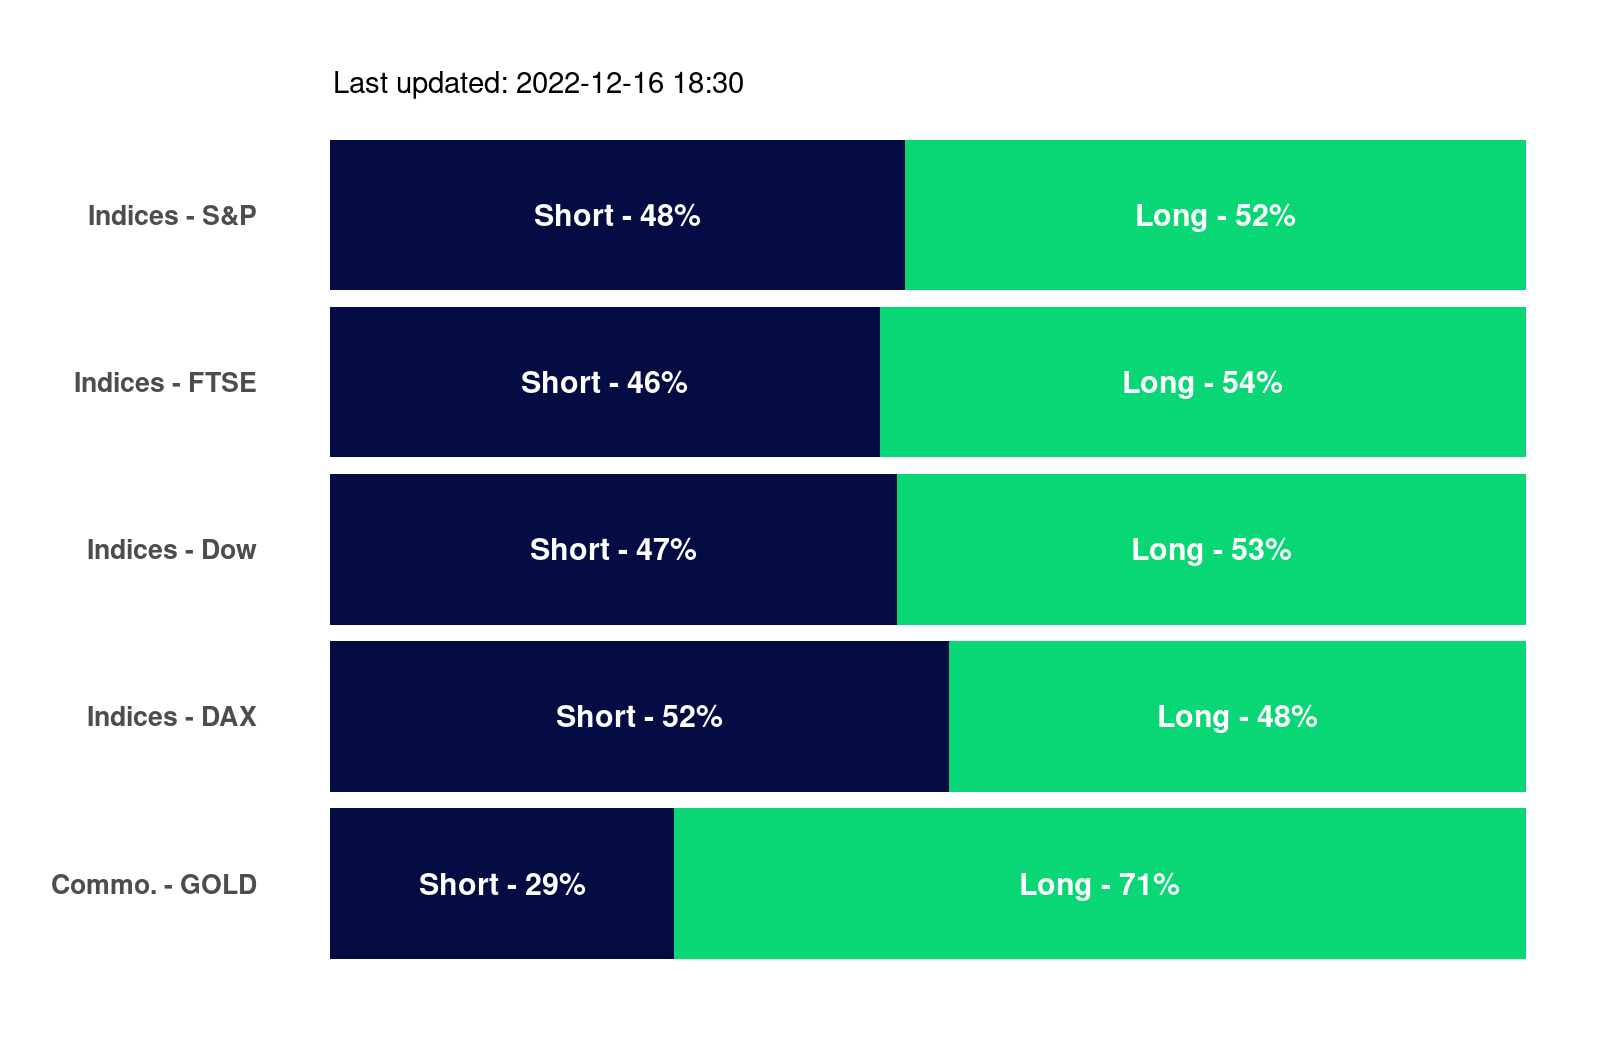 Last updated: 2022-12-16 18:30
Indices - S&P Short - 48% Long - 52%
Indices - FTSE Short - 46% Long - 54%
Indices - Dow Short - 47% Long - 53%
Indices - DAX Short - 52% Long - 48%
Commo. - GOLD Short - 29% Long - 71%